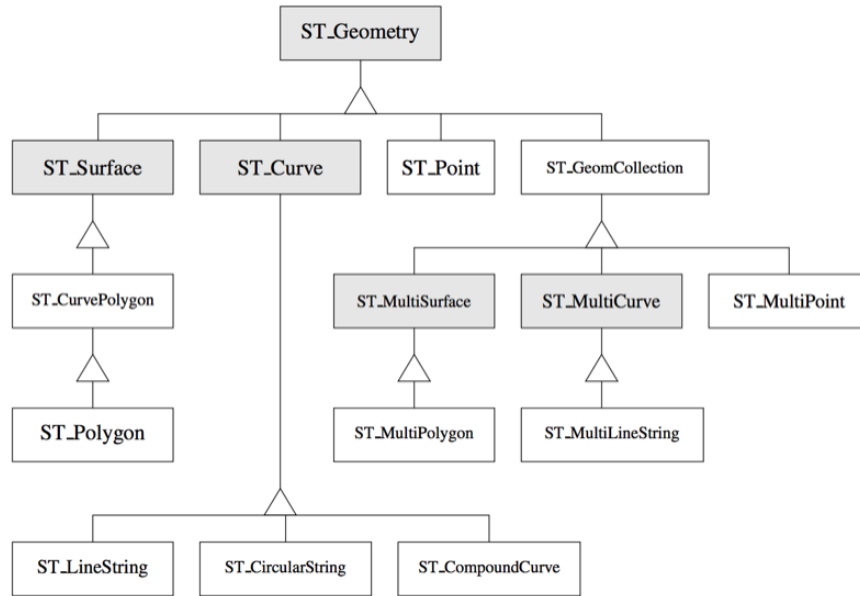 ST_Geometry
ST_Surface
ST_Curve
ST_Point
ST_GeomCollection
ST_CurvePolygon
ST_MultiSurface
ST_MultiCurve
ST_MultiPoint
ST_Polygon
ST_MultiPolygon
ST_MultiLineString
ST_LineString
ST_CircularString
ST_CompoundCurve